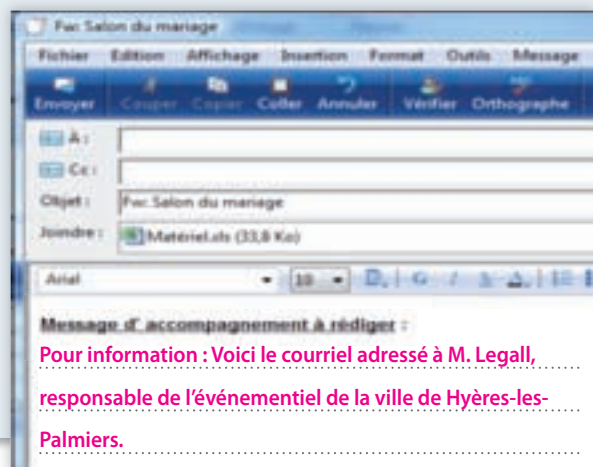 Fw: Salon du mariage
Fichier Edition Affichage Insertion Format Outils Message
Envoyer Couper Copier Coller Annuler Vérifier Orthographe
À :
Cc :
Objet : Fw: Salon du mariage
Joindre : Matériel.xls (33,8 Ko)
Arial 10 G I S A
Message d' accompagnement à rédiger :
Pour information : Voici le courriel adressé à M. Legall,
responsable de l'événementiel de la ville de Hyères-les-
Palmiers.